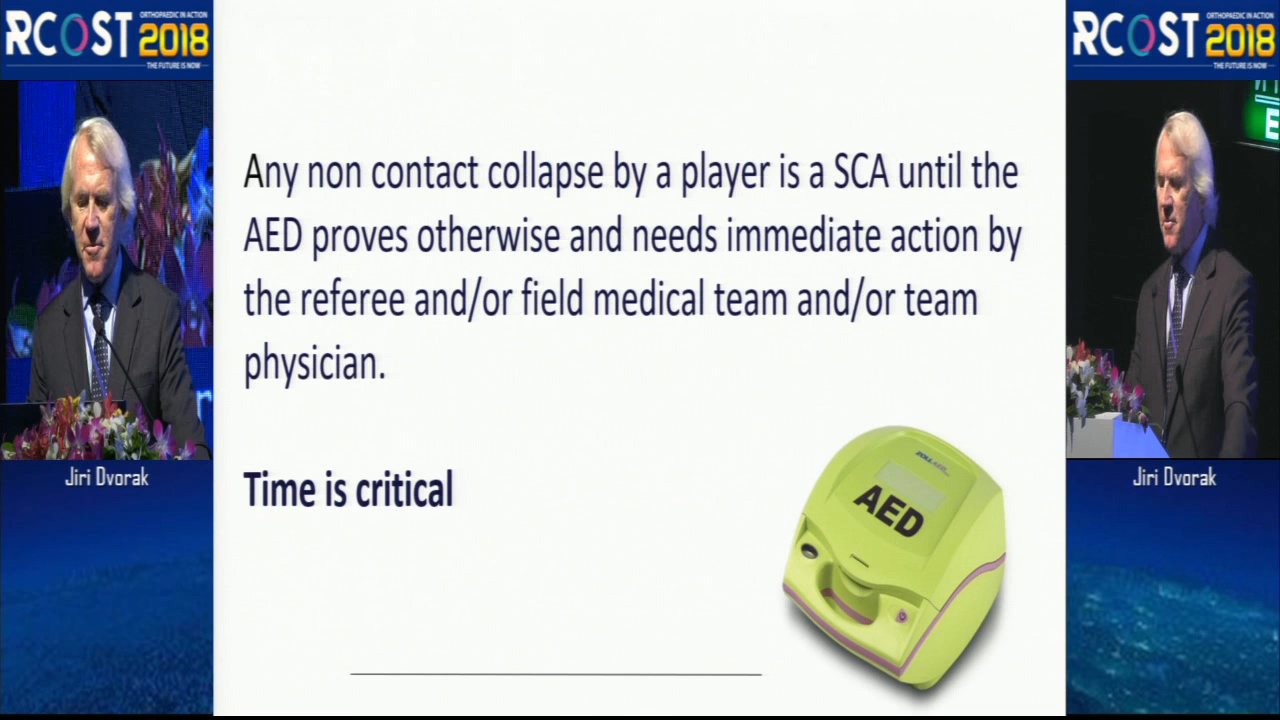 ORTHOPAEDIC IN ACTION
RCOST 2018
THE FUTURE IS NOW
Jiri Dvorak
Any non contact collapse by a player is a SCA until the
AED proves otherwise and needs immediate action by
the referee and/or field medical team and/or team
physician.
Time is critical
AED
ORTHOPAEDIC IN ACTION
RCOST 2018
THE FUTURE IS NOW
E
Jiri Dvorak